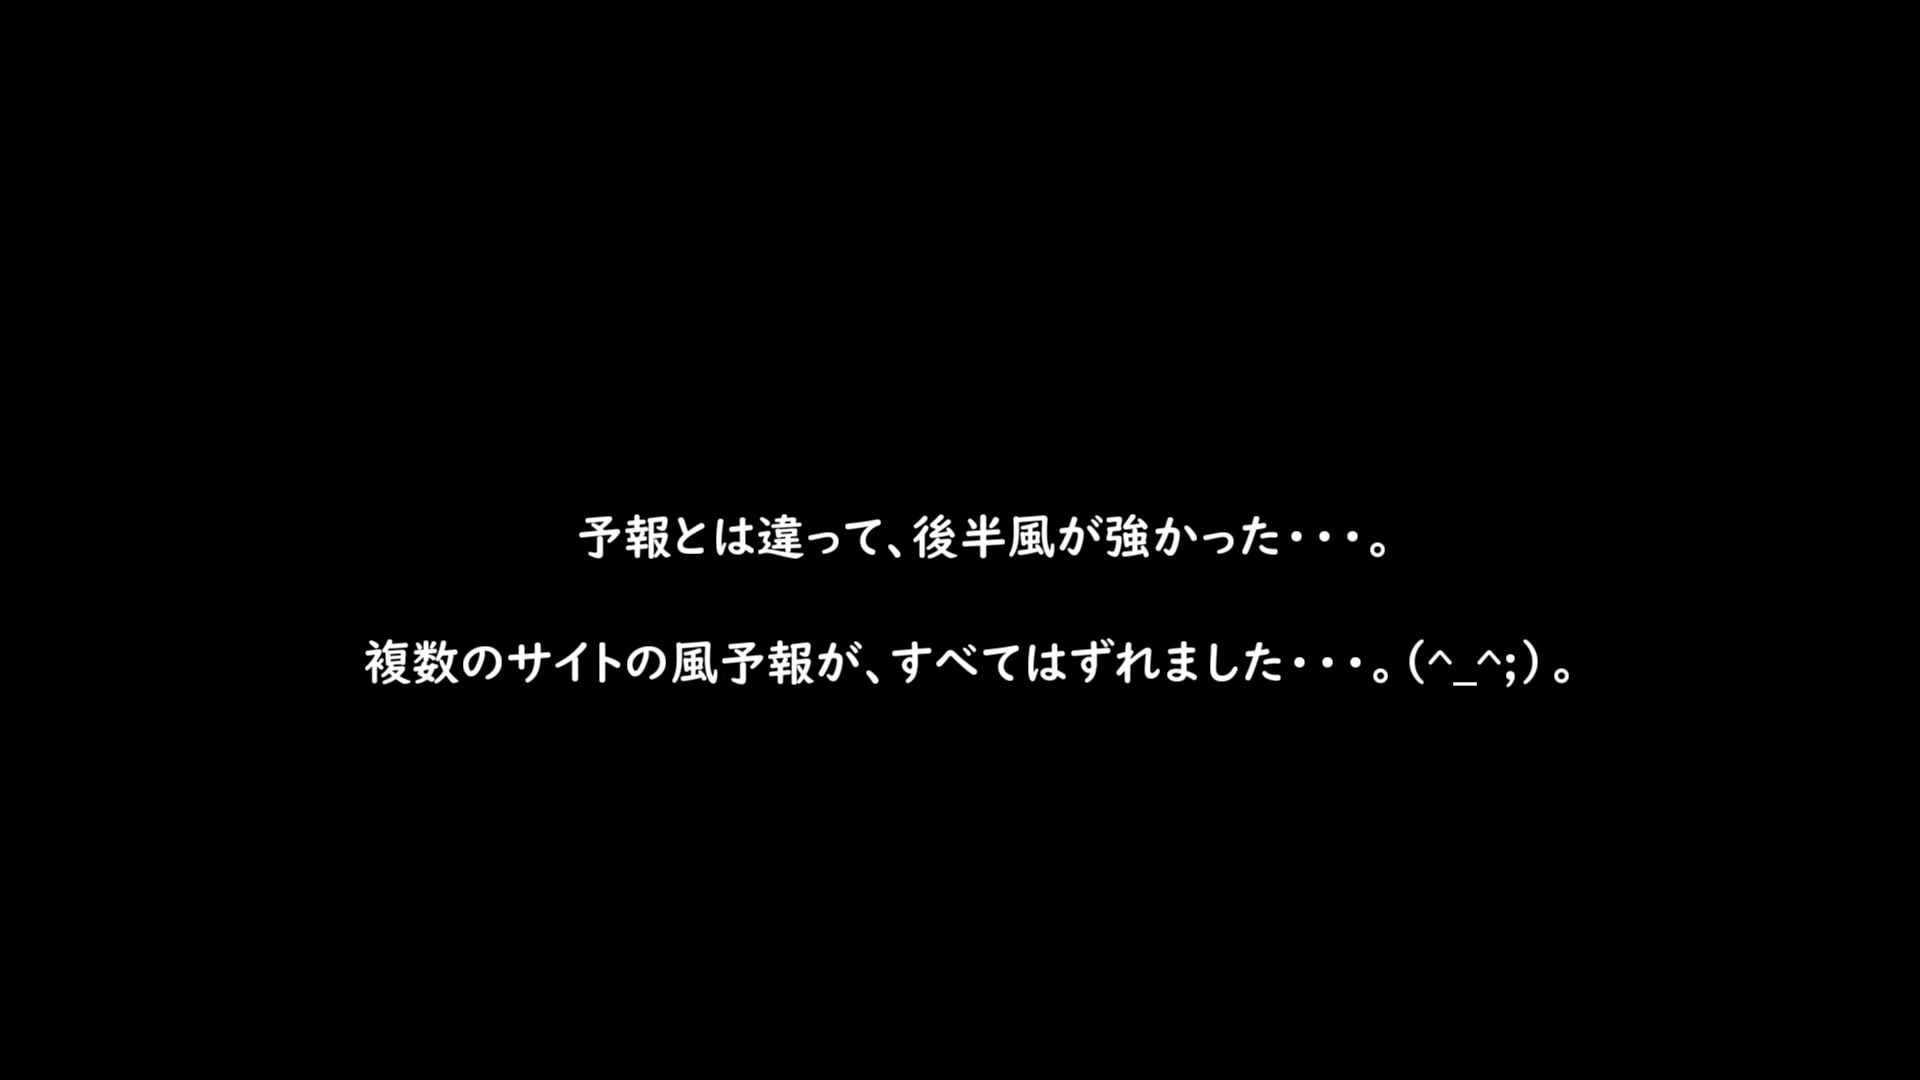 予報とは違って、後半風が強かった・・・。
複数のサイトの風予報が、すべてはずれました・・・。(^_^;)。